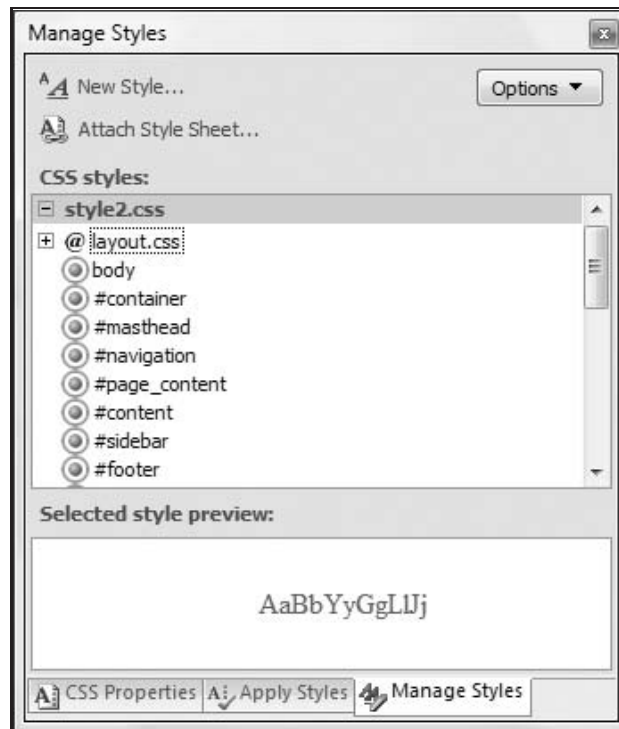 Manage Styles
New Style...
Options
Attach Style Sheet...
CSS styles:
style2.css
@ layout.css
body
#container
#masthead
#navigation
#page_content
#content
#sidebar
#footer
Selected style preview:
AaBbYyGgLlJj
CSS Properties Apply Styles Manage Styles